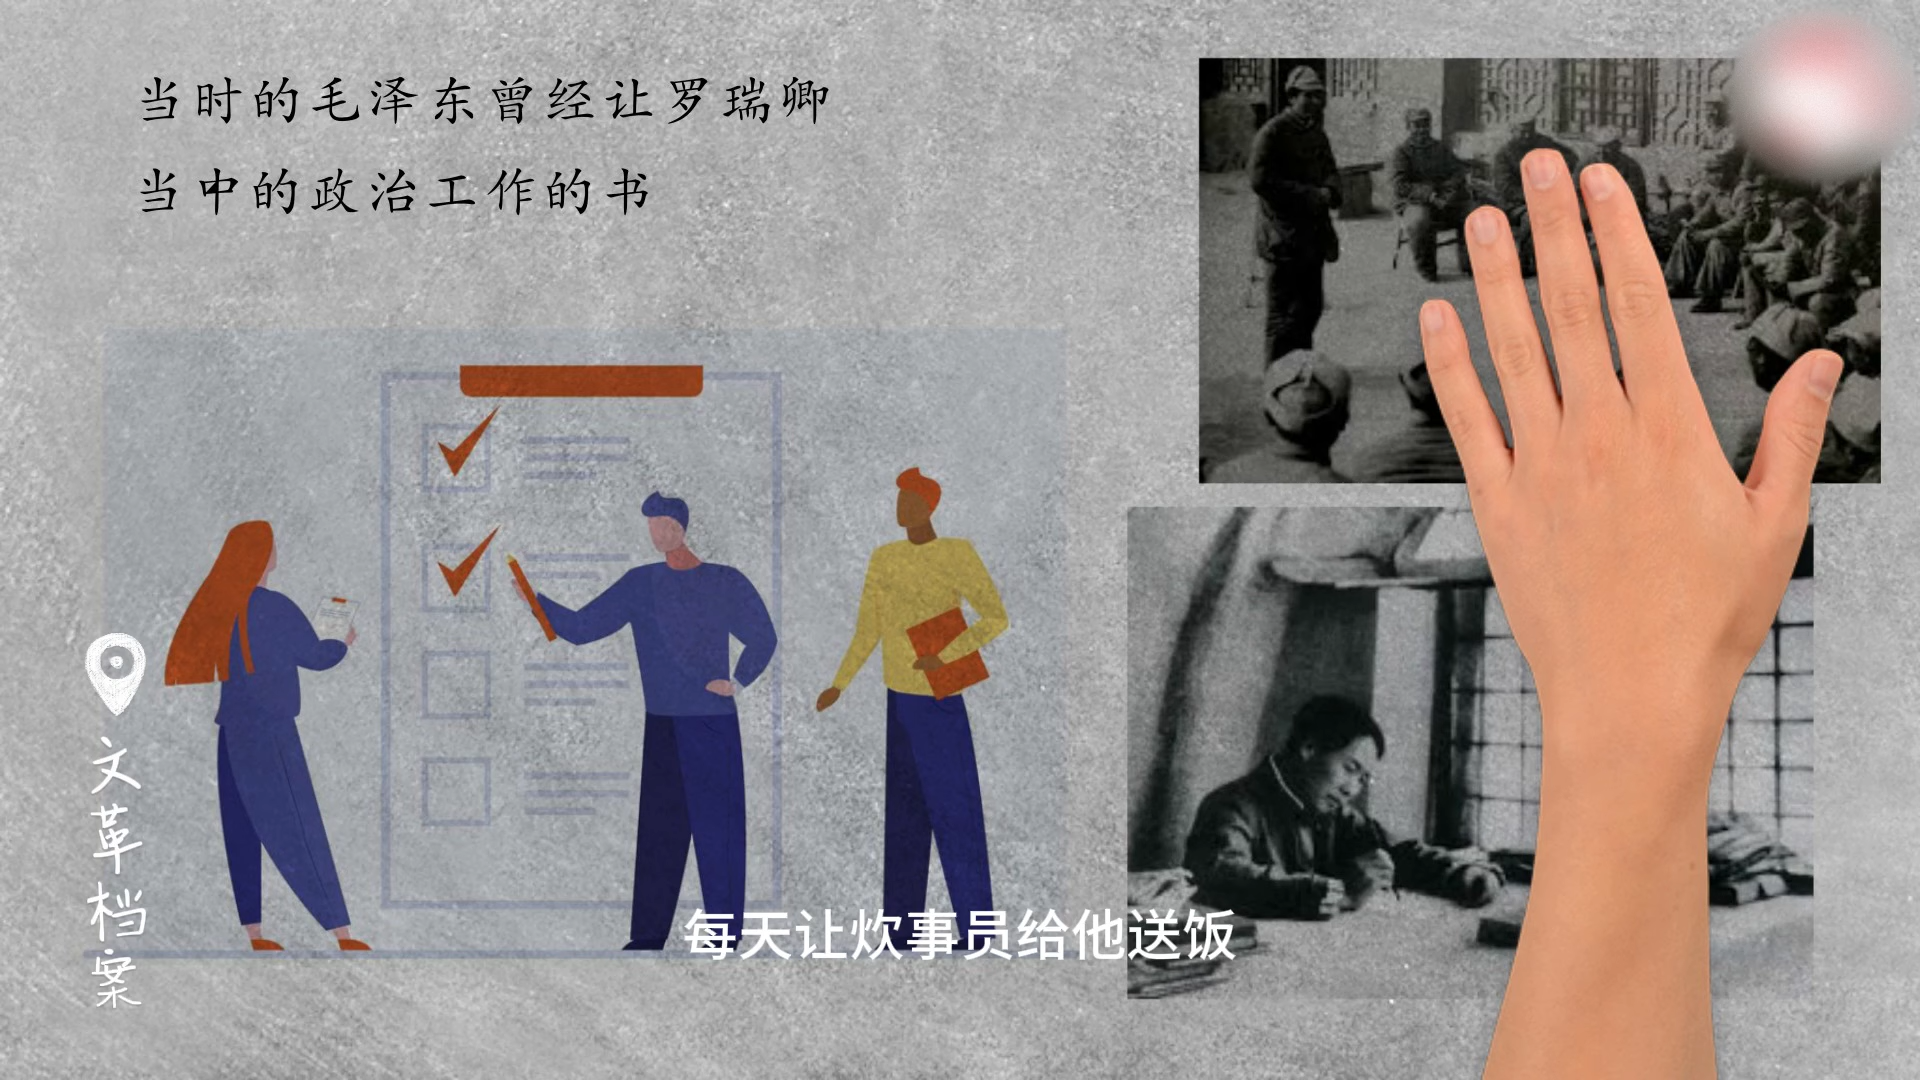 当时的毛泽东曾经让罗瑞卿
当中的政治工作的书
文革档案
每天让炊事员给他送饭